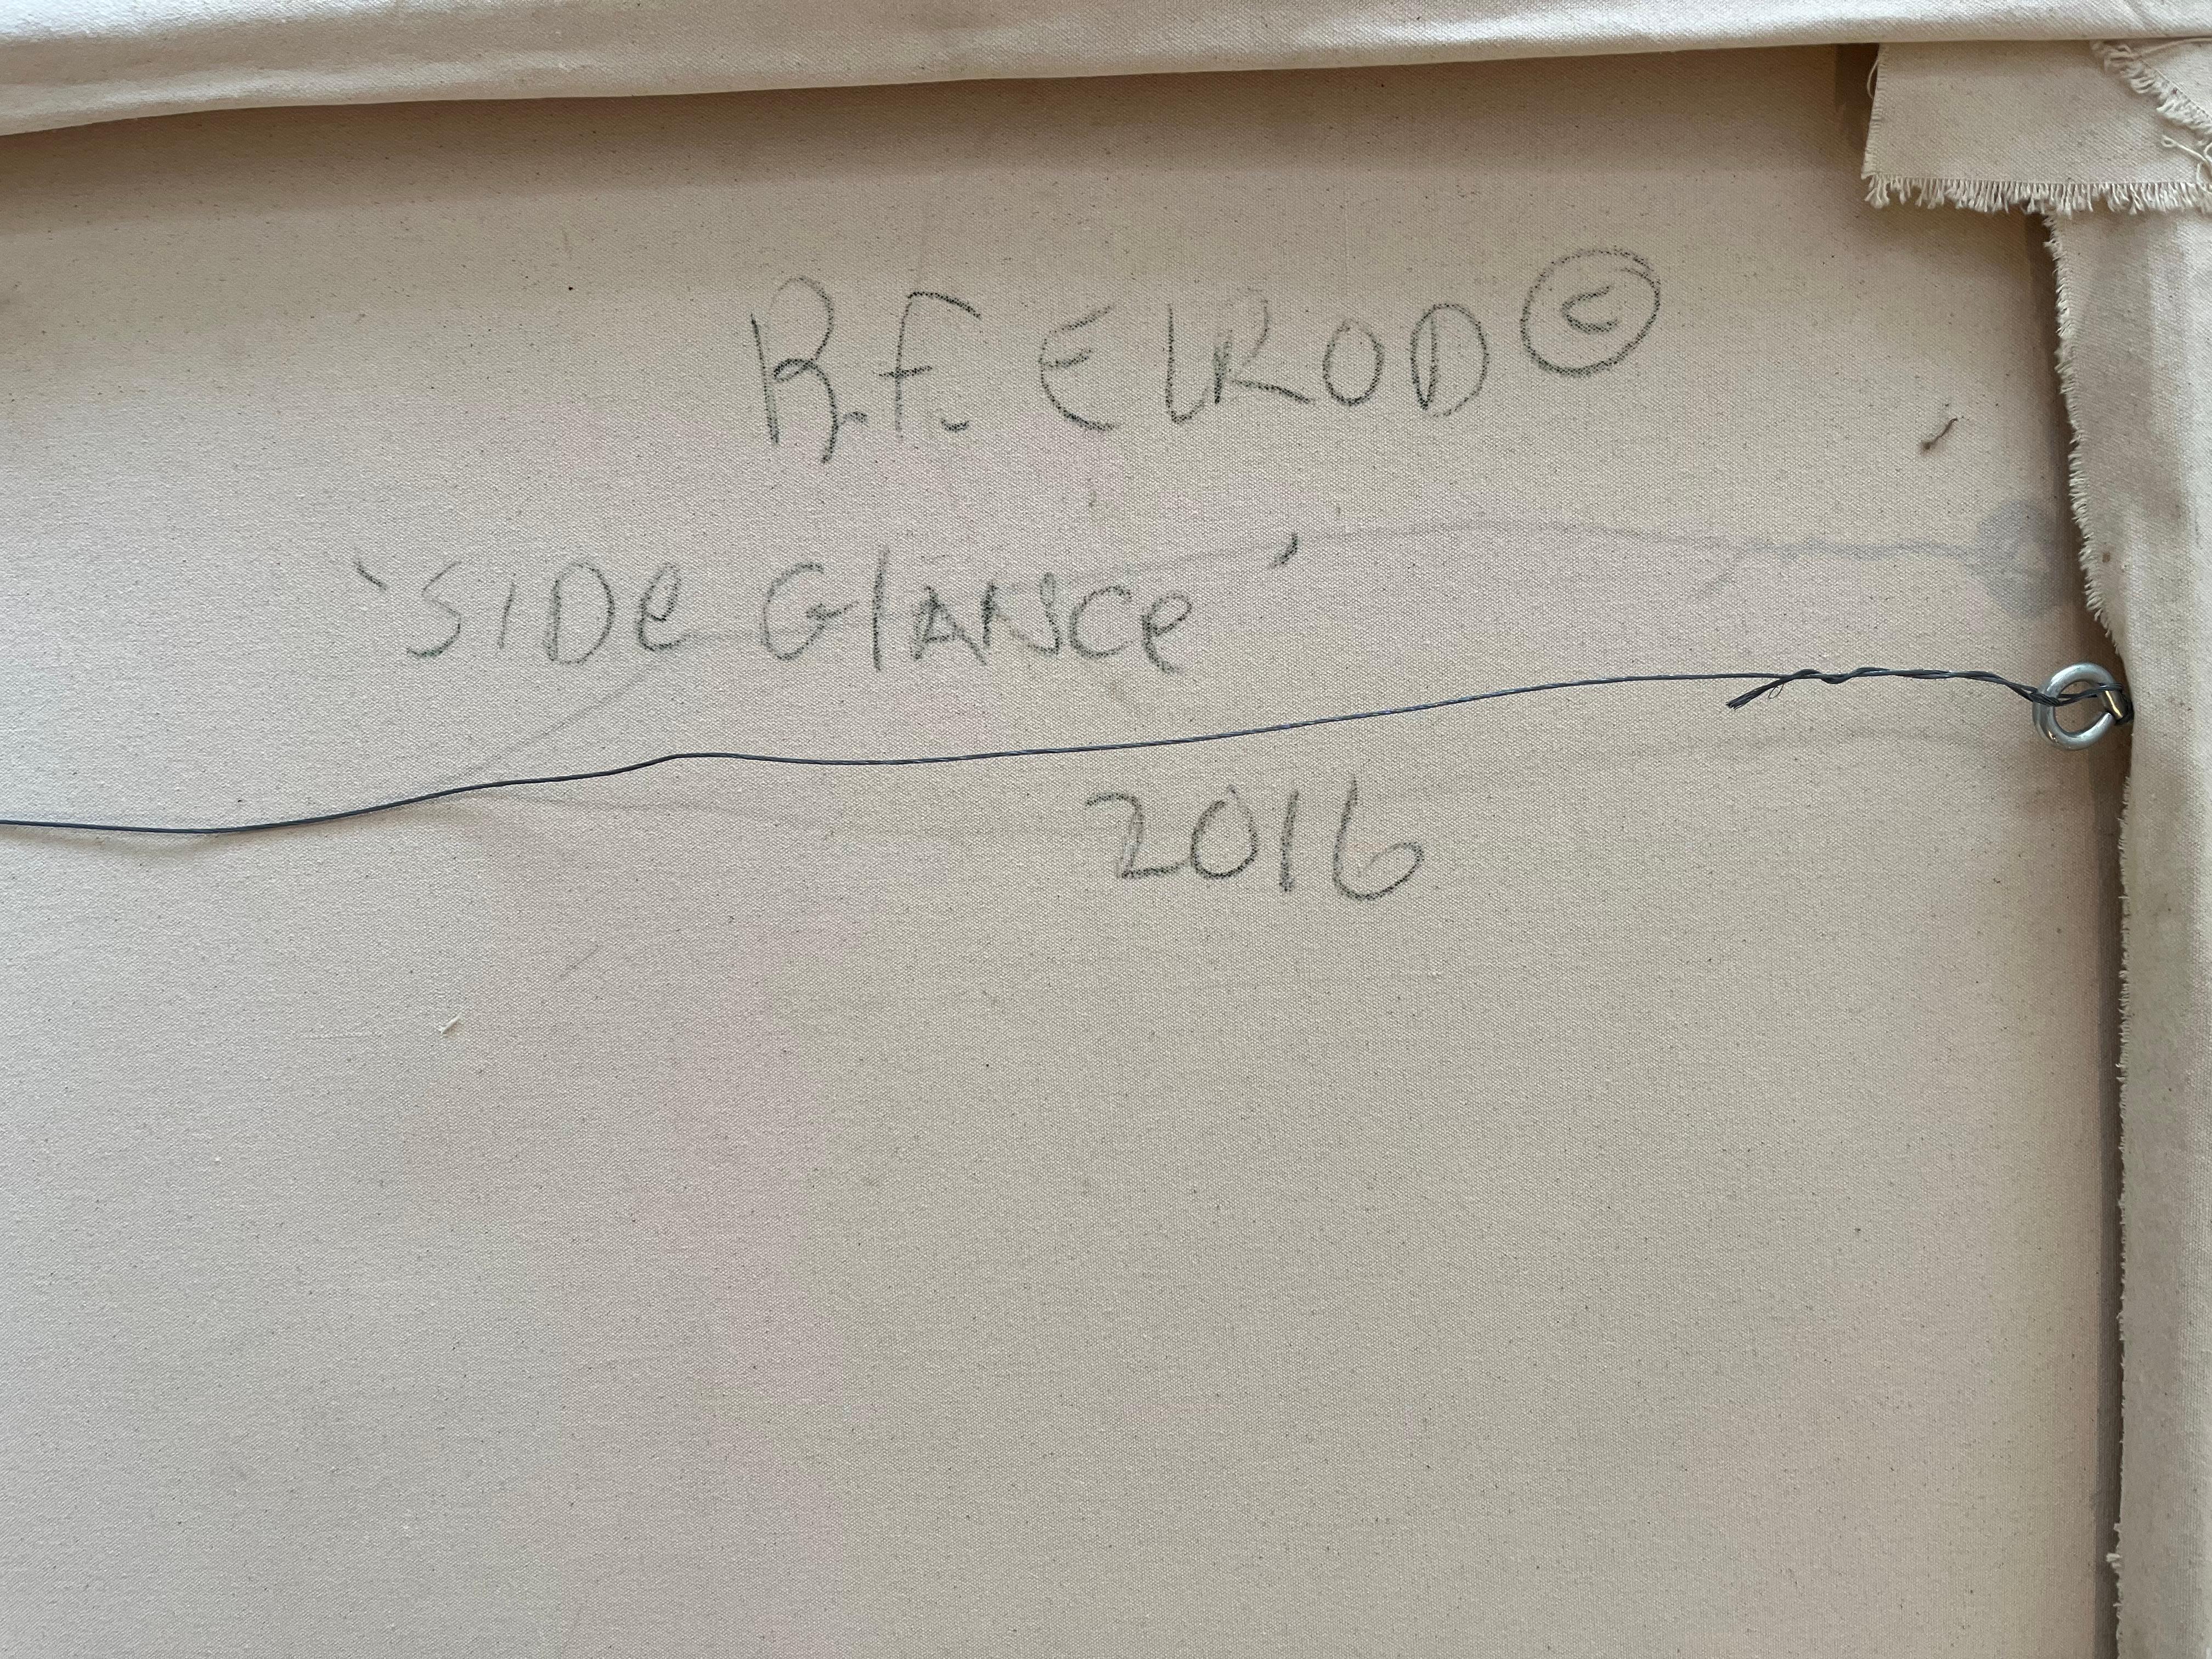 R.F. ElROD ©
'SIDe GlANCe'
2016